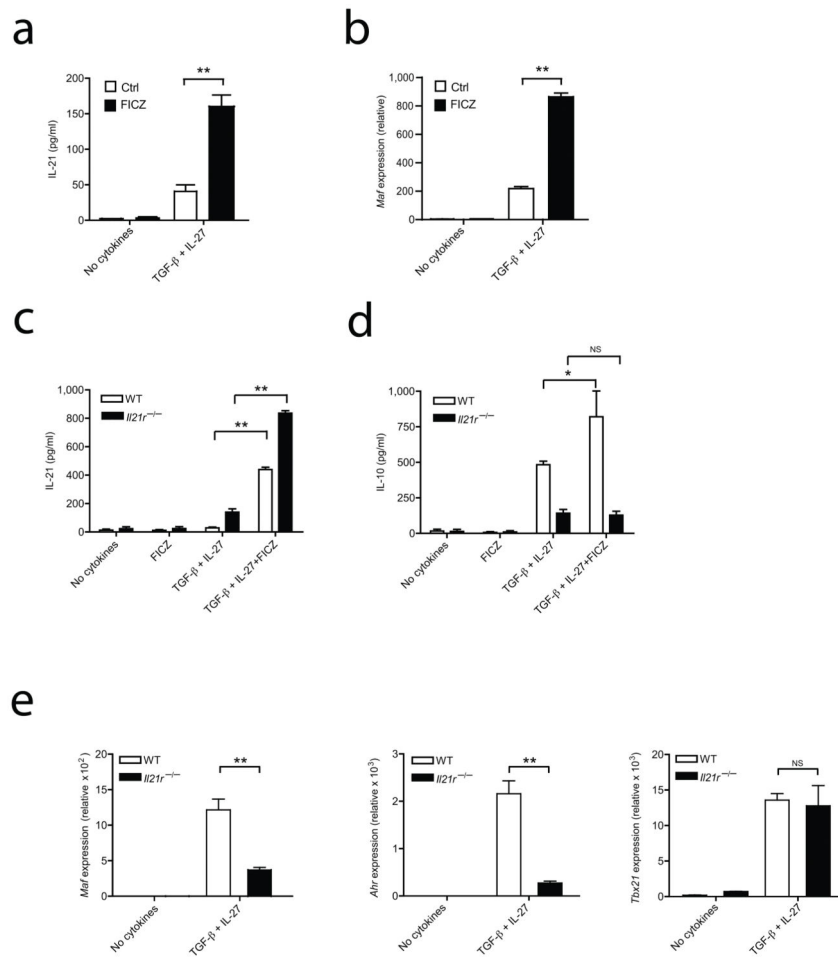 a
Ctrl
FICZ
**
IL-21 (pg/ml)
200
150
100
50
0
No cytokines
TGF-β + IL-27
b
Ctrl
FICZ
**
Maf expression (relative)
1,000
800
600
400
200
0
No cytokines
TGF-β + IL-27
c
WT
Il21r−/−
**
**
IL-21 (pg/ml)
1,000
800
600
400
200
0
No cytokines
FICZ
TGF-β + IL-27
TGF-β + IL-27+FICZ
d
WT
Il21r−/−
NS
*
IL-10 (pg/ml)
1,000
750
500
250
0
No cytokines
FICZ
TGF-β + IL-27
TGF-β + IL-27+FICZ
e
WT
Il21r−/−
**
Maf expression (relative x 10²)
20
15
10
5
0
No cytokines
TGF-β + IL-27
WT
Il21r−/−
**
Ahr expression (relative x 10³)
3
2
1
0
No cytokines
TGF-β + IL-27
WT
Il21r−/−
NS
Tbx21 expression (relative x 10³)
20
15
10
5
0
No cytokines
TGF-β + IL-27